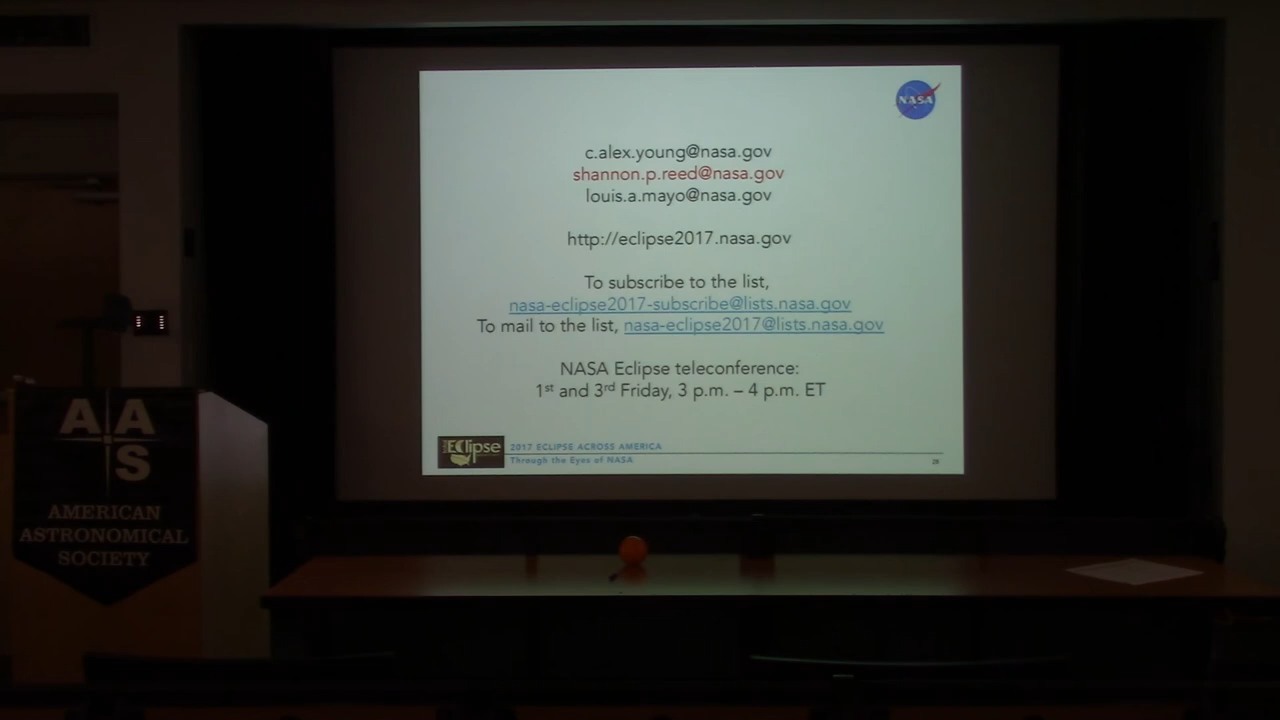 NASA
c.alex.young@nasa.gov
shannon.p.reed@nasa.gov
louis.a.mayo@nasa.gov
http://eclipse2017.nasa.gov
To subscribe to the list,
nasa-eclipse2017-subscribe@lists.nasa.gov
To mail to the list, nasa-eclipse2017@lists.nasa.gov
NASA Eclipse teleconference:
1st and 3rd Friday, 3 p.m. – 4 p.m. ET
Eclipse
2017 ECLIPSE ACROSS AMERICA
Through the Eyes of NASA
AAS
AMERICAN
ASTRONOMICAL
SOCIETY